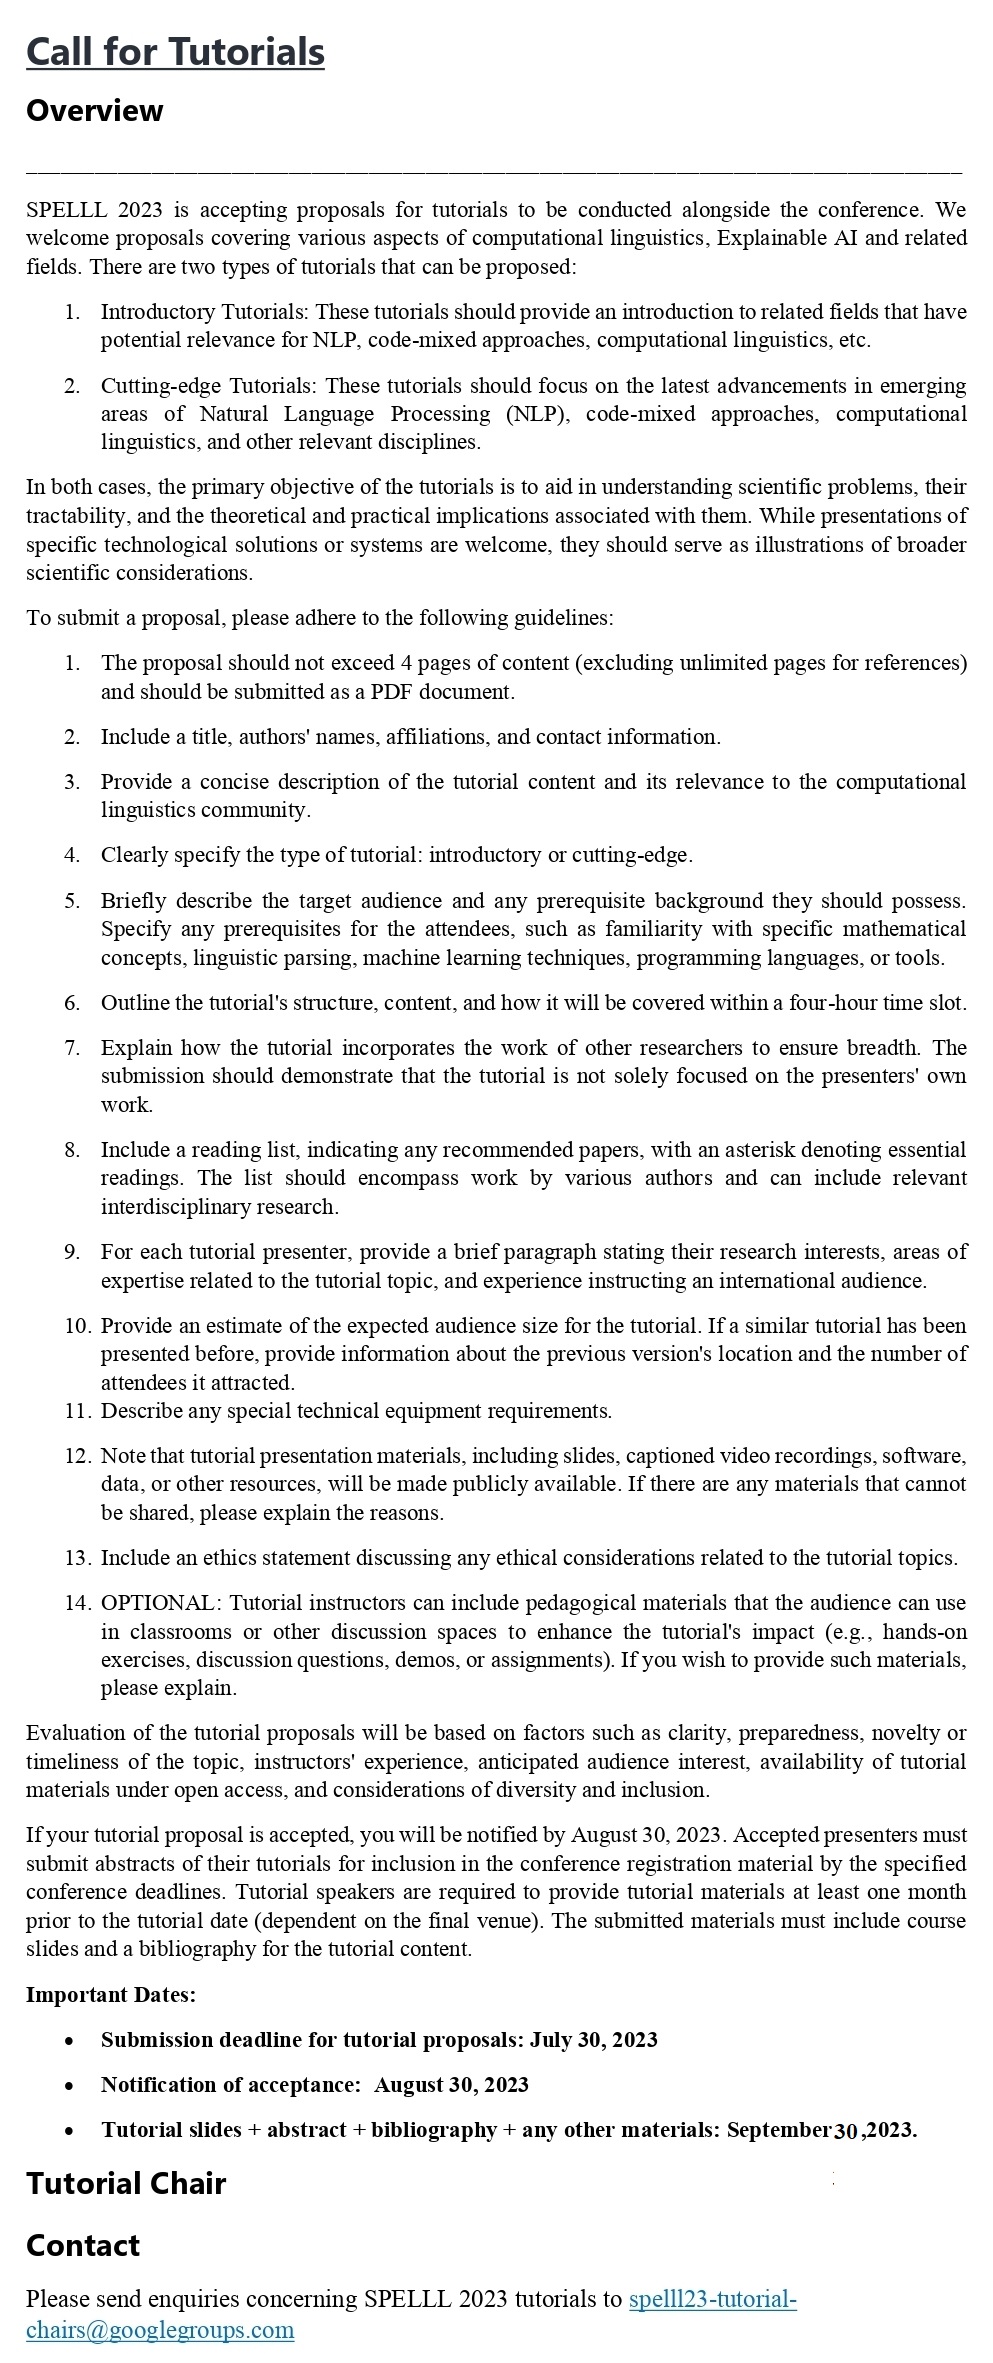 Call for Tutorials
Overview
SPELLL 2023 is accepting proposals for tutorials to be conducted alongside the conference. We
welcome proposals covering various aspects of computational linguistics, Explainable AI and related
fields. There are two types of tutorials that can be proposed:
1. Introductory Tutorials: These tutorials should provide an introduction to related fields that have
potential relevance for NLP, code-mixed approaches, computational linguistics, etc.
2. Cutting-edge Tutorials: These tutorials should focus on the latest advancements in emerging
areas of Natural Language Processing (NLP), code-mixed approaches, computational
linguistics, and other relevant disciplines.
In both cases, the primary objective of the tutorials is to aid in understanding scientific problems, their
tractability, and the theoretical and practical implications associated with them. While presentations of
specific technological solutions or systems are welcome, they should serve as illustrations of broader
scientific considerations.
To submit a proposal, please adhere to the following guidelines:
1. The proposal should not exceed 4 pages of content (excluding unlimited pages for references)
and should be submitted as a PDF document.
2. Include a title, authors' names, affiliations, and contact information.
3. Provide a concise description of the tutorial content and its relevance to the computational
linguistics community.
4. Clearly specify the type of tutorial: introductory or cutting-edge.
5. Briefly describe the target audience and any prerequisite background they should possess.
Specify any prerequisites for the attendees, such as familiarity with specific mathematical
concepts, linguistic parsing, machine learning techniques, programming languages, or tools.
6. Outline the tutorial's structure, content, and how it will be covered within a four-hour time slot.
7. Explain how the tutorial incorporates the work of other researchers to ensure breadth. The
submission should demonstrate that the tutorial is not solely focused on the presenters' own
work.
8. Include a reading list, indicating any recommended papers, with an asterisk denoting essential
readings. The list should encompass work by various authors and can include relevant
interdisciplinary research.
9. For each tutorial presenter, provide a brief paragraph stating their research interests, areas of
expertise related to the tutorial topic, and experience instructing an international audience.
10. Provide an estimate of the expected audience size for the tutorial. If a similar tutorial has been
presented before, provide information about the previous version's location and the number of
attendees it attracted.
11. Describe any special technical equipment requirements.
12. Note that tutorial presentation materials, including slides, captioned video recordings, software,
data, or other resources, will be made publicly available. If there are any materials that cannot
be shared, please explain the reasons.
13. Include an ethics statement discussing any ethical considerations related to the tutorial topics.
14. OPTIONAL: Tutorial instructors can include pedagogical materials that the audience can use
in classrooms or other discussion spaces to enhance the tutorial's impact (e.g., hands-on
exercises, discussion questions, demos, or assignments). If you wish to provide such materials,
please explain.
Evaluation of the tutorial proposals will be based on factors such as clarity, preparedness, novelty or
timeliness of the topic, instructors' experience, anticipated audience interest, availability of tutorial
materials under open access, and considerations of diversity and inclusion.
If your tutorial proposal is accepted, you will be notified by August 30, 2023. Accepted presenters must
submit abstracts of their tutorials for inclusion in the conference registration material by the specified
conference deadlines. Tutorial speakers are required to provide tutorial materials at least one month
prior to the tutorial date (dependent on the final venue). The submitted materials must include course
slides and a bibliography for the tutorial content.
Important Dates:
• Submission deadline for tutorial proposals: July 30, 2023
• Notification of acceptance: August 30, 2023
• Tutorial slides + abstract + bibliography + any other materials: September 30,2023.
Tutorial Chair
Contact
Please send enquiries concerning SPELLL 2023 tutorials to spelll23-tutorial-
chairs@googlegroups.com